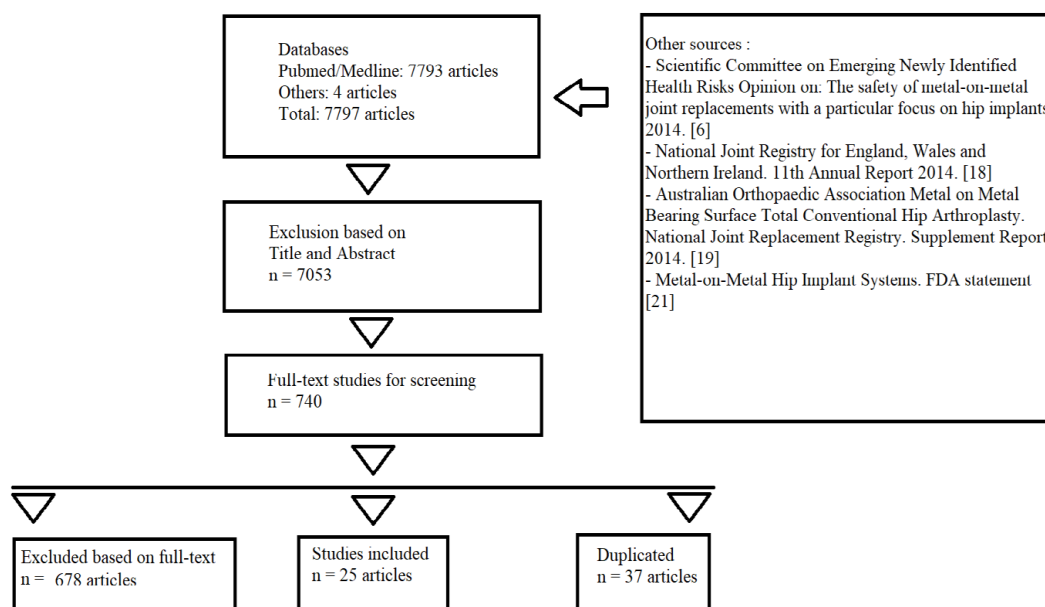 Databases
Pubmed/Medline: 7793 articles
Others: 4 articles
Total: 7797 articles
Other sources :
- Scientific Committee on Emerging Newly Identified
Health Risks Opinion on: The safety of metal-on-metal
joint replacements with a particular focus on hip implants
2014. [6]
- National Joint Registry for England, Wales and
Northern Ireland. 11th Annual Report 2014. [18]
- Australian Orthopaedic Association Metal on Metal
Bearing Surface Total Conventional Hip Arthroplasty.
National Joint Replacement Registry. Supplement Report
2014. [19]
- Metal-on-Metal Hip Implant Systems. FDA statement
[21]
Exclusion based on
Title and Abstract
n = 7053
Full-text studies for screening
n = 740
Excluded based on full-text
n = 678 articles
Studies included
n = 25 articles
Duplicated
n = 37 articles